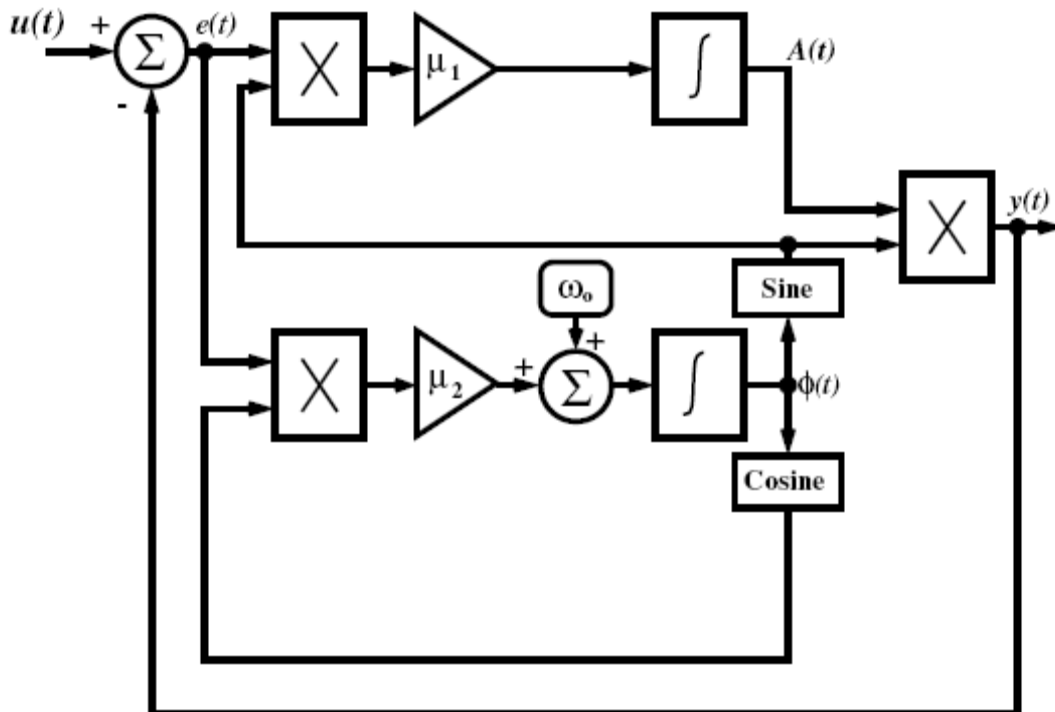 u(t)
+
Σ
-
e(t)
μ1
∫
A(t)
y(t)
Sine
ωo
+
μ2
+
Σ
∫
ϕ(t)
Cosine